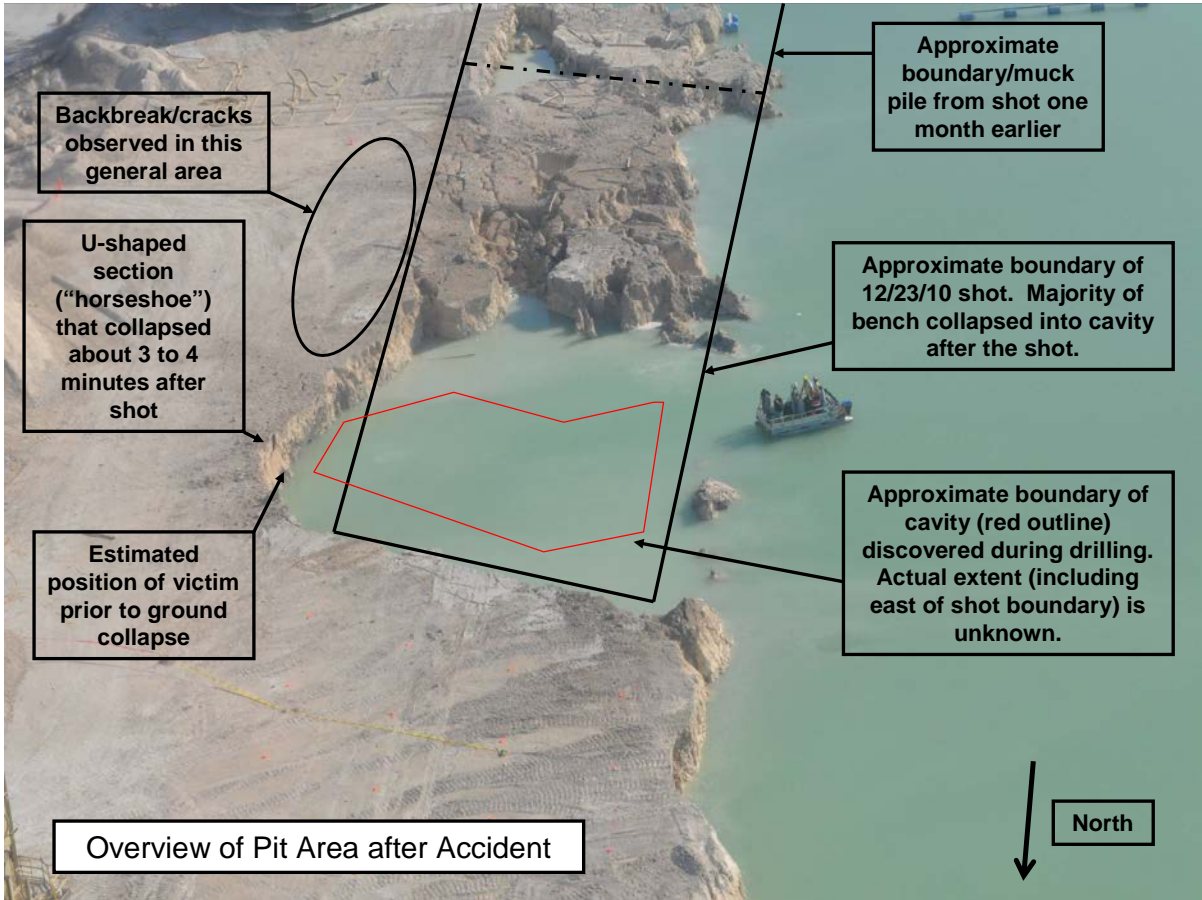 Backbreak/cracks
observed in this
general area
U-shaped
section
(“horseshoe”)
that collapsed
about 3 to 4
minutes after
shot
Estimated
position of victim
prior to ground
collapse
Approximate
boundary/muck
pile from shot one
month earlier
Approximate boundary of
12/23/10 shot.  Majority of
bench collapsed into cavity
after the shot.
Approximate boundary of
cavity (red outline)
discovered during drilling.
Actual extent (including
east of shot boundary) is
unknown.
North
Overview of Pit Area after Accident